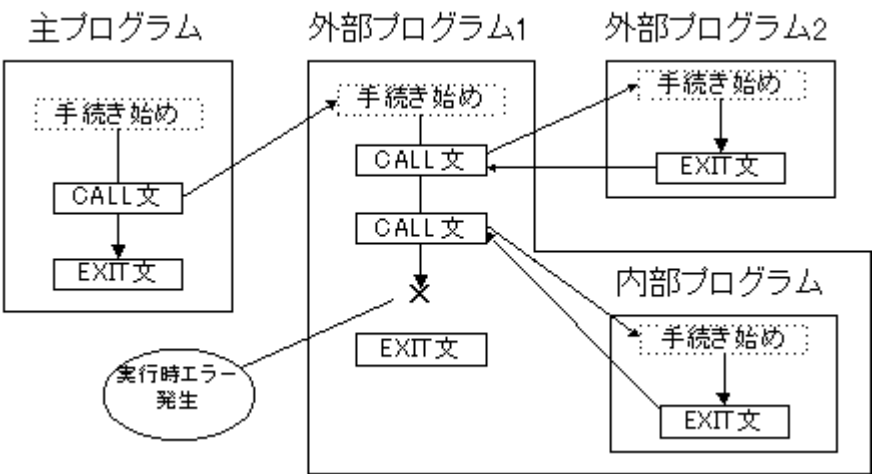 主プログラム
手続き始め
CALL文
EXIT文
外部プログラム1
手続き始め
CALL文
CALL文
EXIT文
実行時エラー
発生
外部プログラム2
手続き始め
EXIT文
内部プログラム
手続き始め
EXIT文